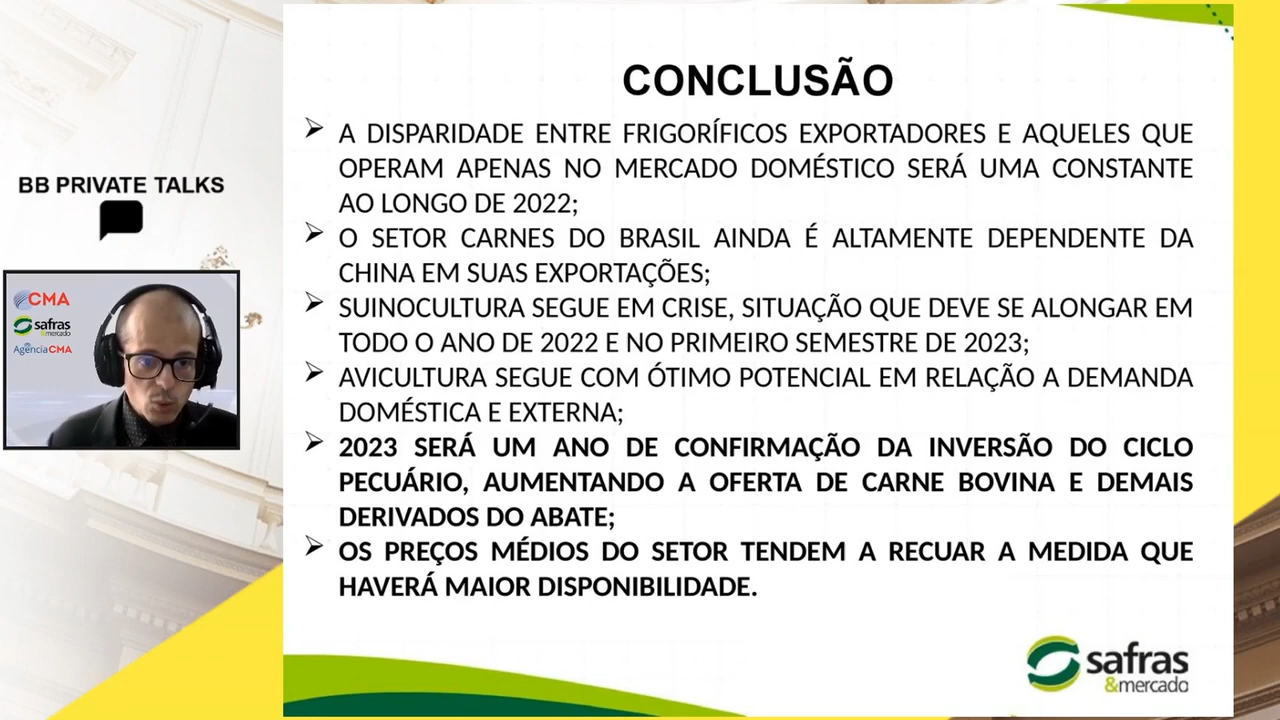 CONCLUSÃO
➢ A DISPARIDADE ENTRE FRIGORÍFICOS EXPORTADORES E AQUELES QUE
OPERAM APENAS NO MERCADO DOMÉSTICO SERÁ UMA CONSTANTE
AO LONGO DE 2022;
➢ O SETOR CARNES DO BRASIL AINDA É ALTAMENTE DEPENDENTE DA
CHINA EM SUAS EXPORTAÇÕES;
➢ SUINOCULTURA SEGUE EM CRISE, SITUAÇÃO QUE DEVE SE ALONGAR EM
TODO O ANO DE 2022 E NO PRIMEIRO SEMESTRE DE 2023;
➢ AVICULTURA SEGUE COM ÓTIMO POTENCIAL EM RELAÇÃO A DEMANDA
DOMÉSTICA E EXTERNA;
➢ 2023 SERÁ UM ANO DE CONFIRMAÇÃO DA INVERSÃO DO CICLO
PECUÁRIO, AUMENTANDO A OFERTA DE CARNE BOVINA E DEMAIS
DERIVADOS DO ABATE;
➢ OS PREÇOS MÉDIOS DO SETOR TENDEM A RECUAR A MEDIDA QUE
HAVERÁ MAIOR DISPONIBILIDADE.
BB PRIVATE TALKS
CMA
safras
&mercado
Agência CMA
safras
&mercado